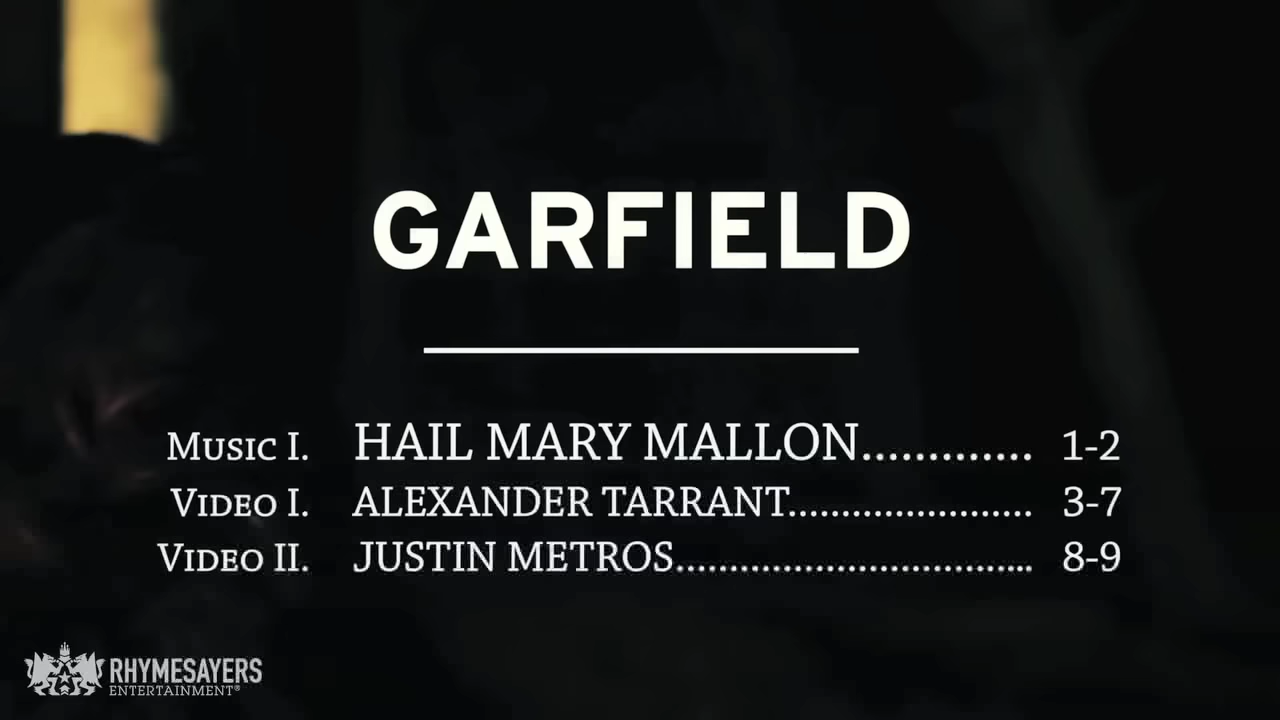 GARFIELD
Music I. HAIL MARY MALLON............. 1-2
Video I. ALEXANDER TARRANT....................... 3-7
Video II. JUSTIN METROS.................................. 8-9
RHYMESAYERS
ENTERTAINMENT®